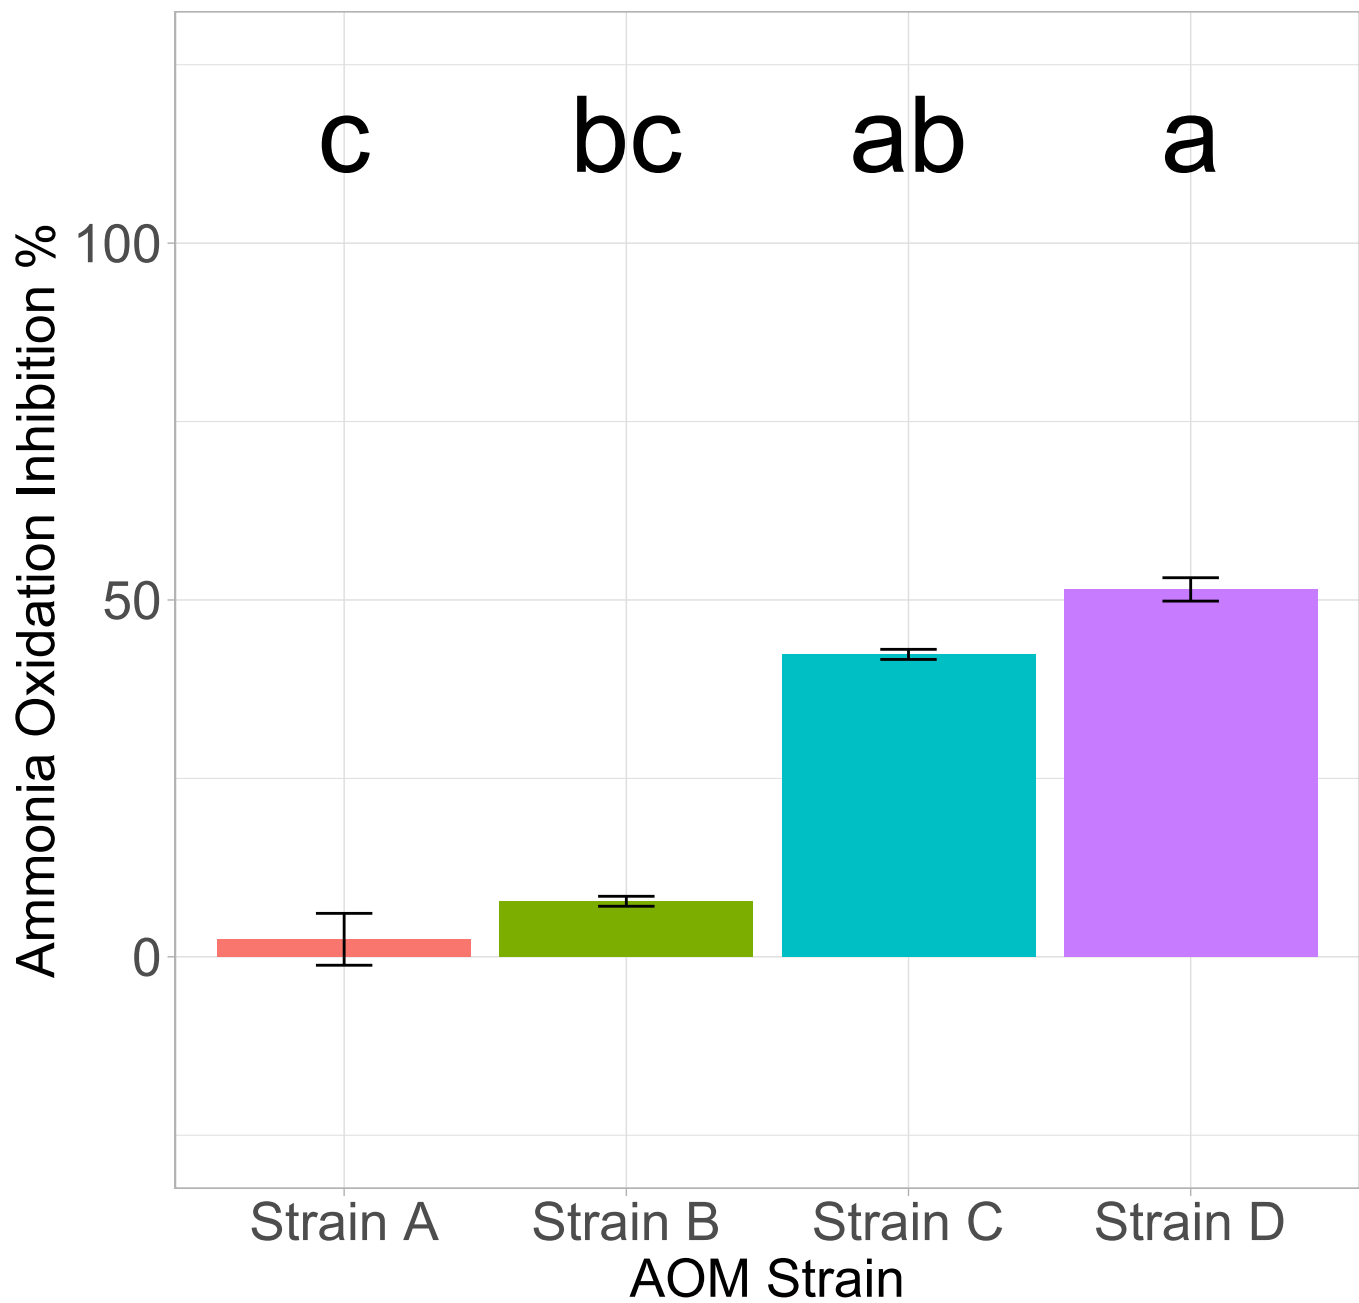 c bc ab a
Ammonia Oxidation Inhibition %
100
50
0
Strain A Strain B Strain C Strain D
AOM Strain